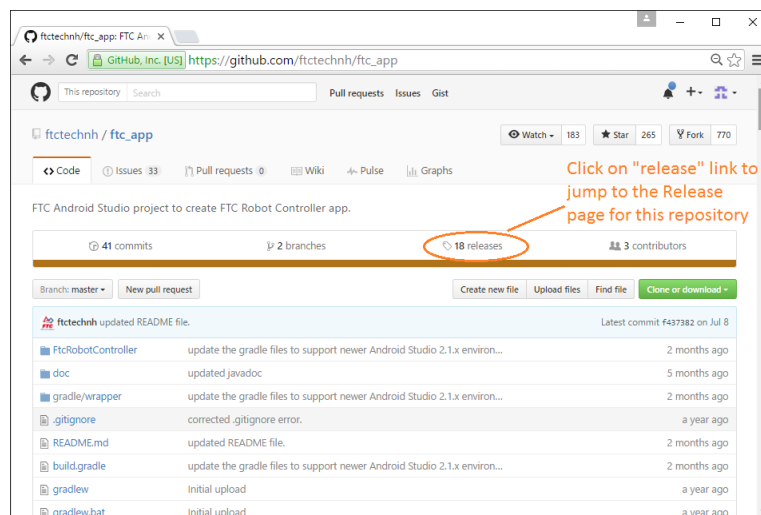 ftctechnh/ftc_app: FTC An
GitHub, Inc. [US] https://github.com/ftctechnh/ftc_app
This repository Search Pull requests Issues Gist
ftctechnh / ftc_app Watch 183 Star 265 Fork 770
Code Issues 33 Pull requests 0 Wiki Pulse Graphs
Click on "release" link to
jump to the Release
page for this repository
FTC Android Studio project to create FTC Robot Controller app.
41 commits 2 branches 18 releases 3 contributors
Branch: master New pull request Create new file Upload files Find file Clone or download
FTC
ftctechnh updated README file. Latest commit f437382 on Jul 8
FtcRobotController update the gradle files to support newer Android Studio 2.1.x environ... 2 months ago
doc updated javadoc 5 months ago
gradle/wrapper update the gradle files to support newer Android Studio 2.1.x environ... 2 months ago
.gitignore corrected .gitignore error. a year ago
README.md updated README file. 2 months ago
build.gradle update the gradle files to support newer Android Studio 2.1.x environ... 2 months ago
gradlew Initial upload a year ago
gradlew.bat Initial upload a year ago